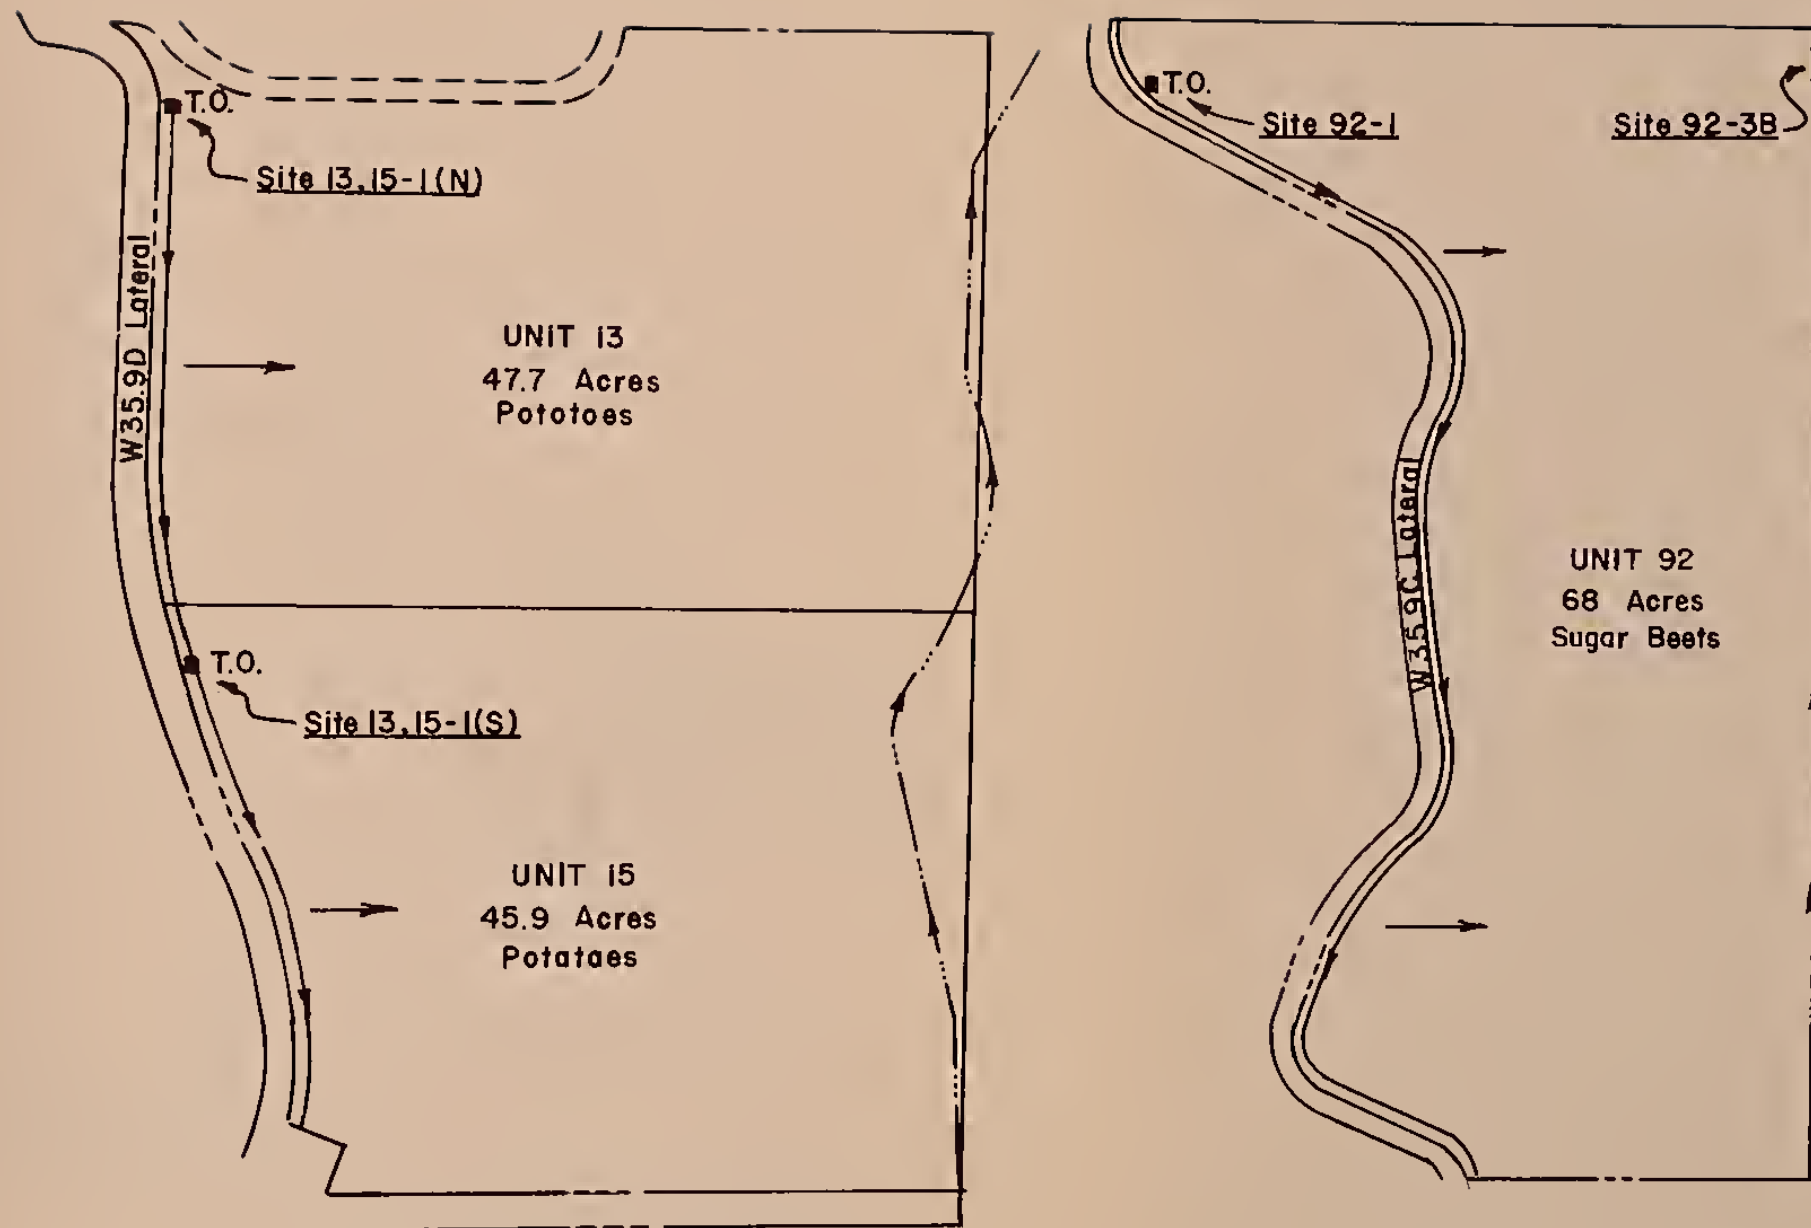 T.O.
Site 13,15-1(N)
W35.9D Lateral
UNIT 13
47.7 Acres
Pototoes
T.O.
Site 13,15-1(S)
UNIT 15
45.9 Acres
Potataes
T.O.
Site 92-1
Site 92-3B
W35.9C Lateral
UNIT 92
68 Acres
Sugar Beets